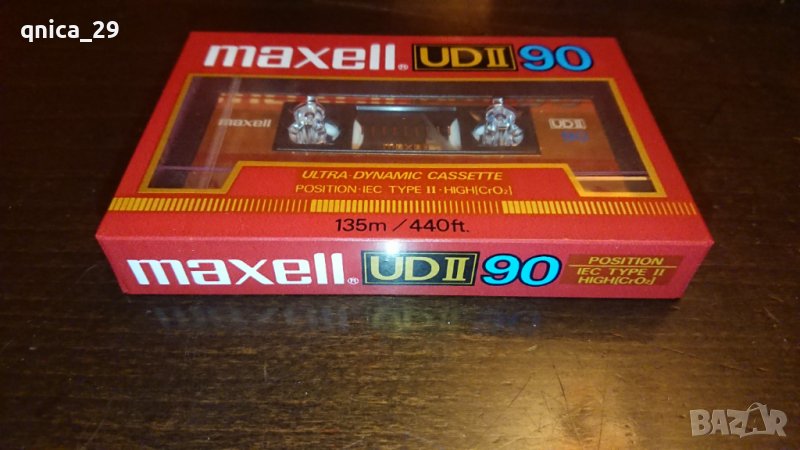 qnica_29
maxell® UDII 90
maxell UDII
maxell
ULTRA-DYNAMIC CASSETTE
POSITION·IEC TYPE II·HIGH[CrO₂]
135m/440ft.
maxell® UDII 90
POSITION
IEC TYPE II
HIGH[CrO₂]
BAZAR